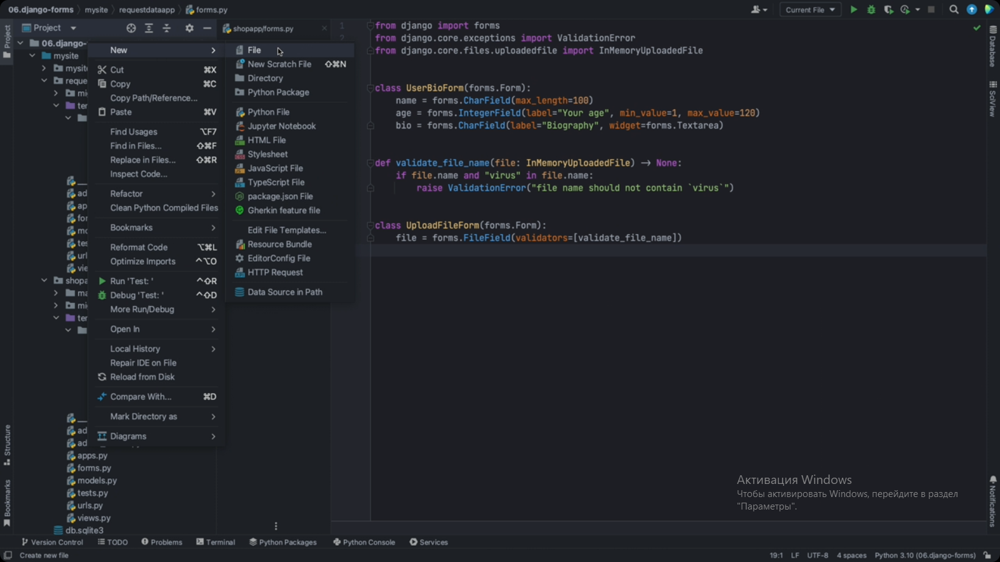 06.django-forms mysite requestdataapp forms.py Current File
Project
shopapp/forms.py
Project
06.django-
mysite
mysit
reque
mi
ter
ad
ap
for
mo
tes
url
vie
shopa
ma
mi
ter
ad
ad
apps.py
forms.py
models.py
tests.py
urls.py
views.py
db.sqlite3
New
Cut ⌘X
Copy ⌘C
Copy Path/Reference...
Paste ⌘V
Find Usages ⌥F7
Find in Files... ⇧⌘F
Replace in Files... ⇧⌘R
Inspect Code...
Refactor
Clean Python Compiled Files
Bookmarks
Reformat Code ⌥⌘L
Optimize Imports ^⌥O
Run 'Test: ' ^⇧R
Debug 'Test: ' ^⇧D
More Run/Debug
Open In
Local History
Repair IDE on File
Reload from Disk
Compare With... ⌘D
Mark Directory as
Diagrams
File
New Scratch File ⇧⌘N
Directory
Python Package
Python File
Jupyter Notebook
HTML File
Stylesheet
JavaScript File
TypeScript File
package.json File
Gherkin feature file
Edit File Templates...
Resource Bundle
EditorConfig File
HTTP Request
Data Source in Path
1
2
from django import forms
from django.core.exceptions import ValidationError
from django.core.files.uploadedfile import InMemoryUploadedFile
class UserBioForm(forms.Form):
name = forms.CharField(max_length=100)
age = forms.IntegerField(label="Your age", min_value=1, max_value=120)
bio = forms.CharField(label="Biography", widget=forms.Textarea)
def validate_file_name(file: InMemoryUploadedFile) → None:
if file.name and "virus" in file.name:
raise ValidationError("file name should not contain `virus`")
class UploadFileForm(forms.Form):
file = forms.FileField(validators=[validate_file_name])
Database
SciView
Notifications
Structure
Bookmarks
Активация Windows
Чтобы активировать Windows, перейдите в раздел
"Параметры".
Version Control TODO Problems Terminal Python Packages Python Console Services
Create new file 19:1 LF UTF-8 4 spaces Python 3.10 (06.django-forms)